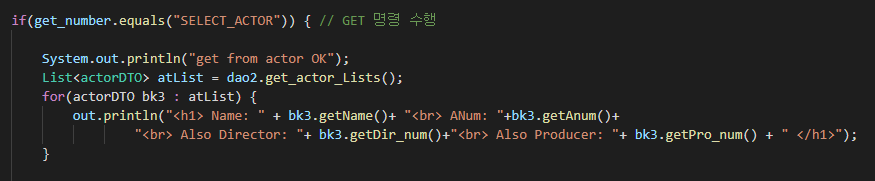 if(get_number.equals("SELECT_ACTOR")) { // GET 명령 수행
System.out.println("get from actor OK");
List<actorDTO> atList = dao2.get_actor_Lists();
for(actorDTO bk3 : atList) {
out.println("<h1> Name: " + bk3.getName()+ "<br> ANum: "+bk3.getAnum()+
"<br> Also Director: "+ bk3.getDir_num()+"<br> Also Producer: "+ bk3.getPro_num() + " </h1>");
}